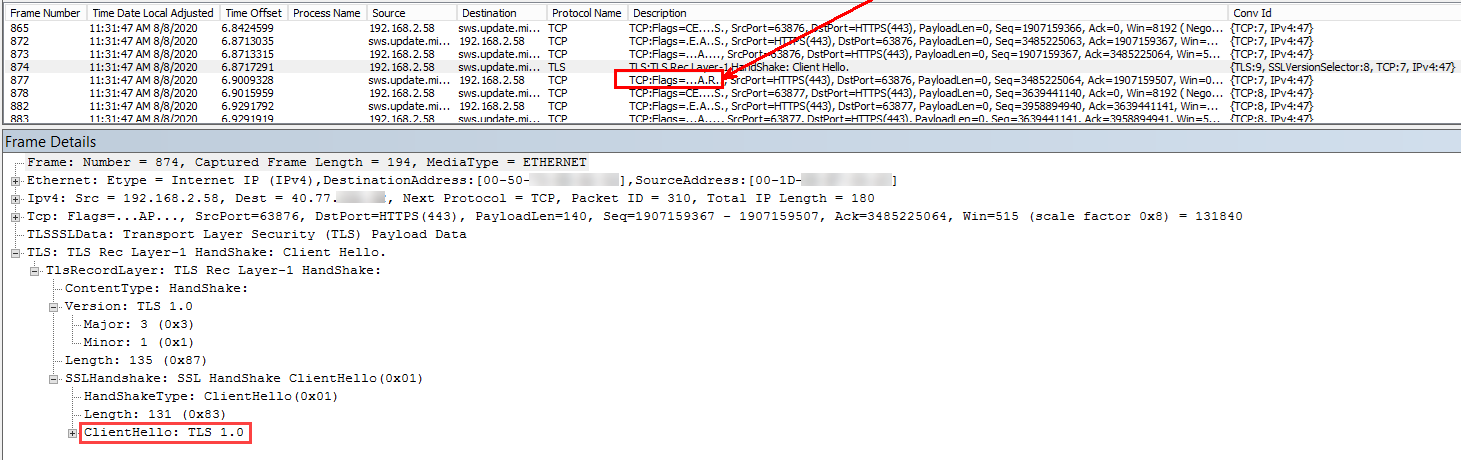 Frame Number Time Date Local Adjusted Time Offset Process Name Source Destination Protocol Name Description Conv Id
865 11:31:47 AM 8/8/2020 6.8424599 192.168.2.58 sws.update.mi... TCP TCP:Flags=CE....S., SrcPort=63876, DstPort=HTTPS(443), PayloadLen=0, Seq=1907159366, Ack=0, Win=8192 ( Nego... {TCP:7, IPv4:47}
872 11:31:47 AM 8/8/2020 6.8713035 sws.update.mi... 192.168.2.58 TCP TCP:Flags=.E.A..S., SrcPort=HTTPS(443), DstPort=63876, PayloadLen=0, Seq=3485225063, Ack=1907159367, Win=... {TCP:7, IPv4:47}
873 11:31:47 AM 8/8/2020 6.8713315 192.168.2.58 sws.update.mi... TCP TCP:Flags=...A...., SrcPort=63876, DstPort=HTTPS(443), PayloadLen=0, Seq=1907159367, Ack=3485225064, Win=5... {TCP:7, IPv4:47}
874 11:31:47 AM 8/8/2020 6.8717291 192.168.2.58 sws.update.mi... TLS TLS:TLS Rec Layer-1 HandShake: Client Hello. {TLS:9, SSLVersionSelector:8, TCP:7, IPv4:47}
877 11:31:47 AM 8/8/2020 6.9009328 sws.update.mi... 192.168.2.58 TCP TCP:Flags=...A.R.., SrcPort=HTTPS(443), DstPort=63876, PayloadLen=0, Seq=3485225064, Ack=1907159507, Win=0... {TCP:7, IPv4:47}
878 11:31:47 AM 8/8/2020 6.9015959 192.168.2.58 sws.update.mi... TCP TCP:Flags=CE....S., SrcPort=63877, DstPort=HTTPS(443), PayloadLen=0, Seq=3639441140, Ack=0, Win=8192 ( Nego... {TCP:8, IPv4:47}
882 11:31:47 AM 8/8/2020 6.9291792 sws.update.mi... 192.168.2.58 TCP TCP:Flags=.E.A..S., SrcPort=HTTPS(443), DstPort=63877, PayloadLen=0, Seq=3958894940, Ack=3639441141, Win=... {TCP:8, IPv4:47}
883 11:31:47 AM 8/8/2020 6.9291919 192.168.2.58 sws.update.mi... TCP TCP:Flags=...A...., SrcPort=63877, DstPort=HTTPS(443), PayloadLen=0, Seq=3639441141, Ack=3958894941, Win=5... {TCP:8, IPv4:47}
Frame Details
Frame: Number = 874, Captured Frame Length = 194, MediaType = ETHERNET
Ethernet: Etype = Internet IP (IPv4),DestinationAddress:[00-50- ],SourceAddress:[00-1D- ]
Ipv4: Src = 192.168.2.58, Dest = 40.77. , Next Protocol = TCP, Packet ID = 310, Total IP Length = 180
Tcp: Flags=...AP..., SrcPort=63876, DstPort=HTTPS(443), PayloadLen=140, Seq=1907159367 - 1907159507, Ack=3485225064, Win=515 (scale factor 0x8) = 131840
TLSSSLData: Transport Layer Security (TLS) Payload Data
TLS: TLS Rec Layer-1 HandShake: Client Hello.
TlsRecordLayer: TLS Rec Layer-1 HandShake:
ContentType: HandShake:
Version: TLS 1.0
Major: 3 (0x3)
Minor: 1 (0x1)
Length: 135 (0x87)
SSLHandshake: SSL HandShake ClientHello(0x01)
HandShakeType: ClientHello(0x01)
Length: 131 (0x83)
ClientHello: TLS 1.0